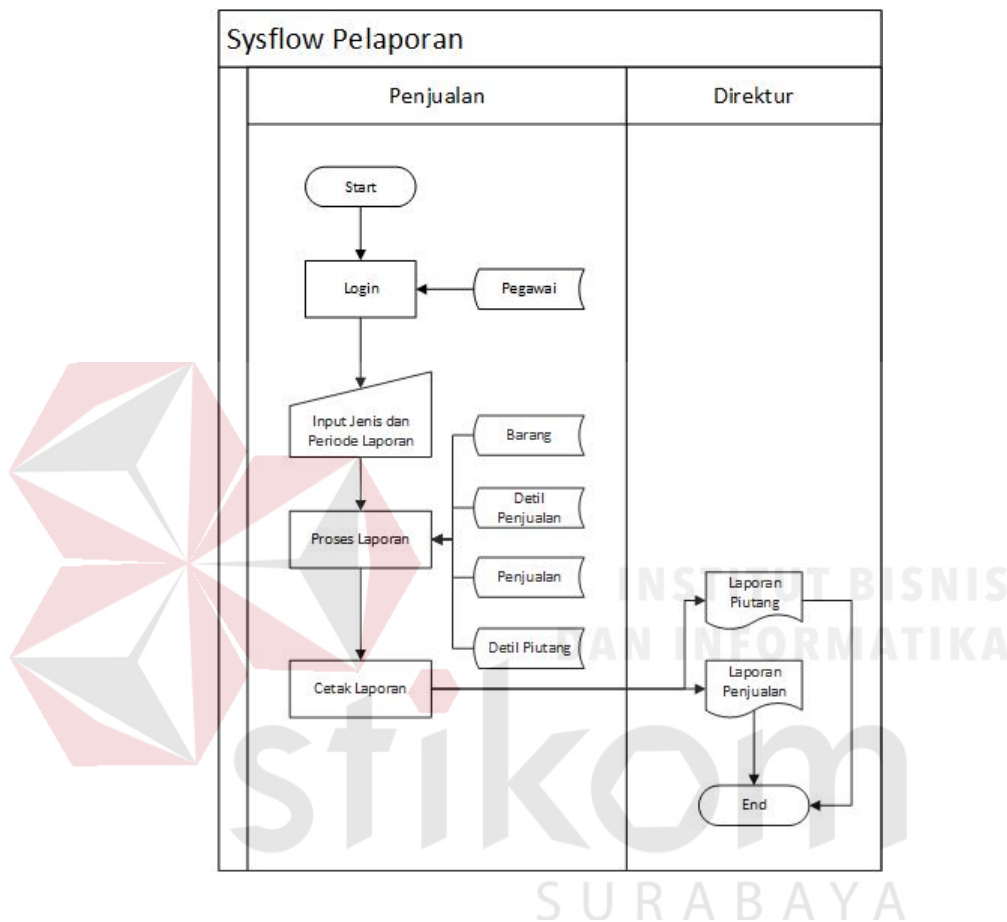 Sysflow Pelaporan
Penjualan
Direktur
Start
Login
Pegawai
Input Jenis dan
Periode Laporan
Barang
Detil
Penjualan
Proses Laporan
Penjualan
Detil Piutang
Cetak Laporan
Laporan
Piutang
Laporan
Penjualan
End
INSTITUT BISNIS
DAN INFORMATIKA
stikom
SURABAYA